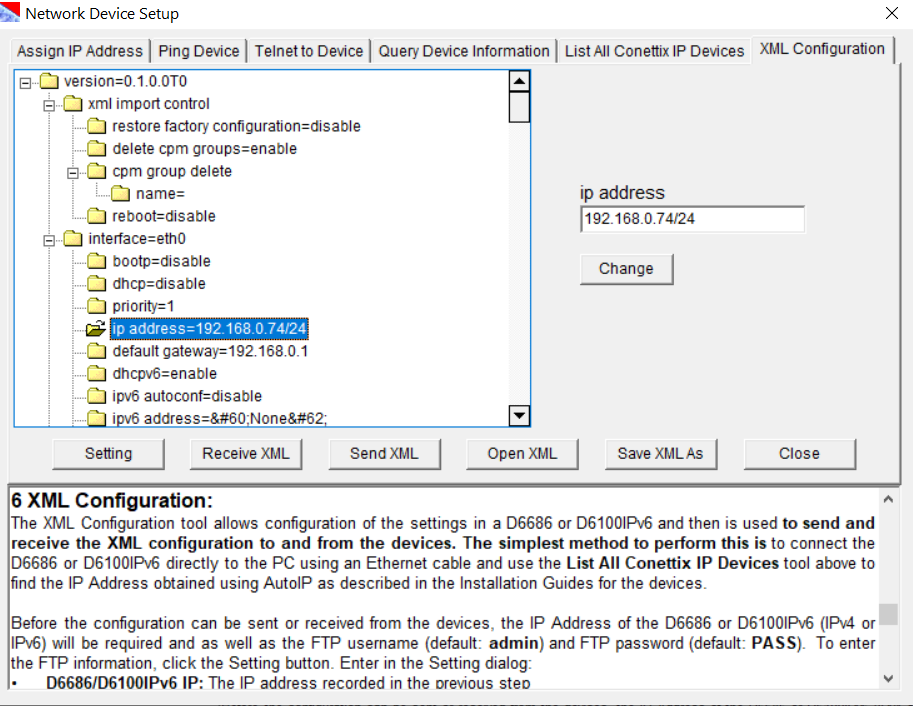 Network Device Setup
Assign IP Address
Ping Device
Telnet to Device
Query Device Information
List All Conettix IP Devices
XML Configuration
version=0.1.0.0T0
xml import control
restore factory configuration=disable
delete cpm groups=enable
cpm group delete
name=
reboot=disable
interface=eth0
bootp=disable
dhcp=disable
priority=1
ip address=192.168.0.74/24
default gateway=192.168.0.1
dhcpv6=enable
ipv6 autoconf=disable
ipv6 address=&#60;None&#62;
ip address
192.168.0.74/24
Change
Setting
Receive XML
Send XML
Open XML
Save XML As
Close
6 XML Configuration:
The XML Configuration tool allows configuration of the settings in a D6686 or D6100IPv6 and then is used to send and
receive the XML configuration to and from the devices. The simplest method to perform this is to connect the
D6686 or D6100IPv6 directly to the PC using an Ethernet cable and use the List All Conettix IP Devices tool above to
find the IP Address obtained using AutoIP as described in the Installation Guides for the devices.
Before the configuration can be sent or received from the devices, the IP Address of the D6686 or D6100IPv6 (IPv4 or
IPv6) will be required and as well as the FTP username (default: admin) and FTP password (default: PASS). To enter
the FTP information, click the Setting button. Enter in the Setting dialog:
• D6686/D6100IPv6 IP: The IP address recorded in the previous step